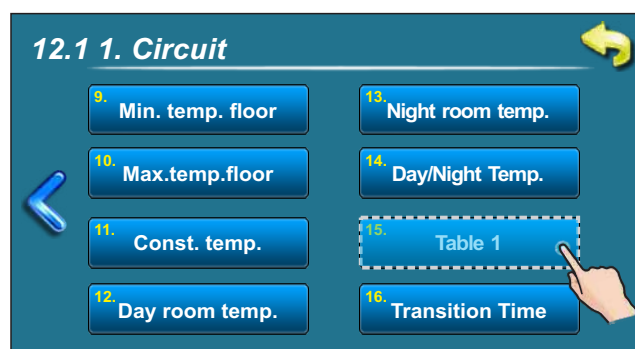 12.1 1. Circuit
9. Min. temp. floor
10. Max.temp.floor
11. Const. temp.
12. Day room temp.
13. Night room temp.
14. Day/Night Temp.
15. Table 1
16. Transition Time